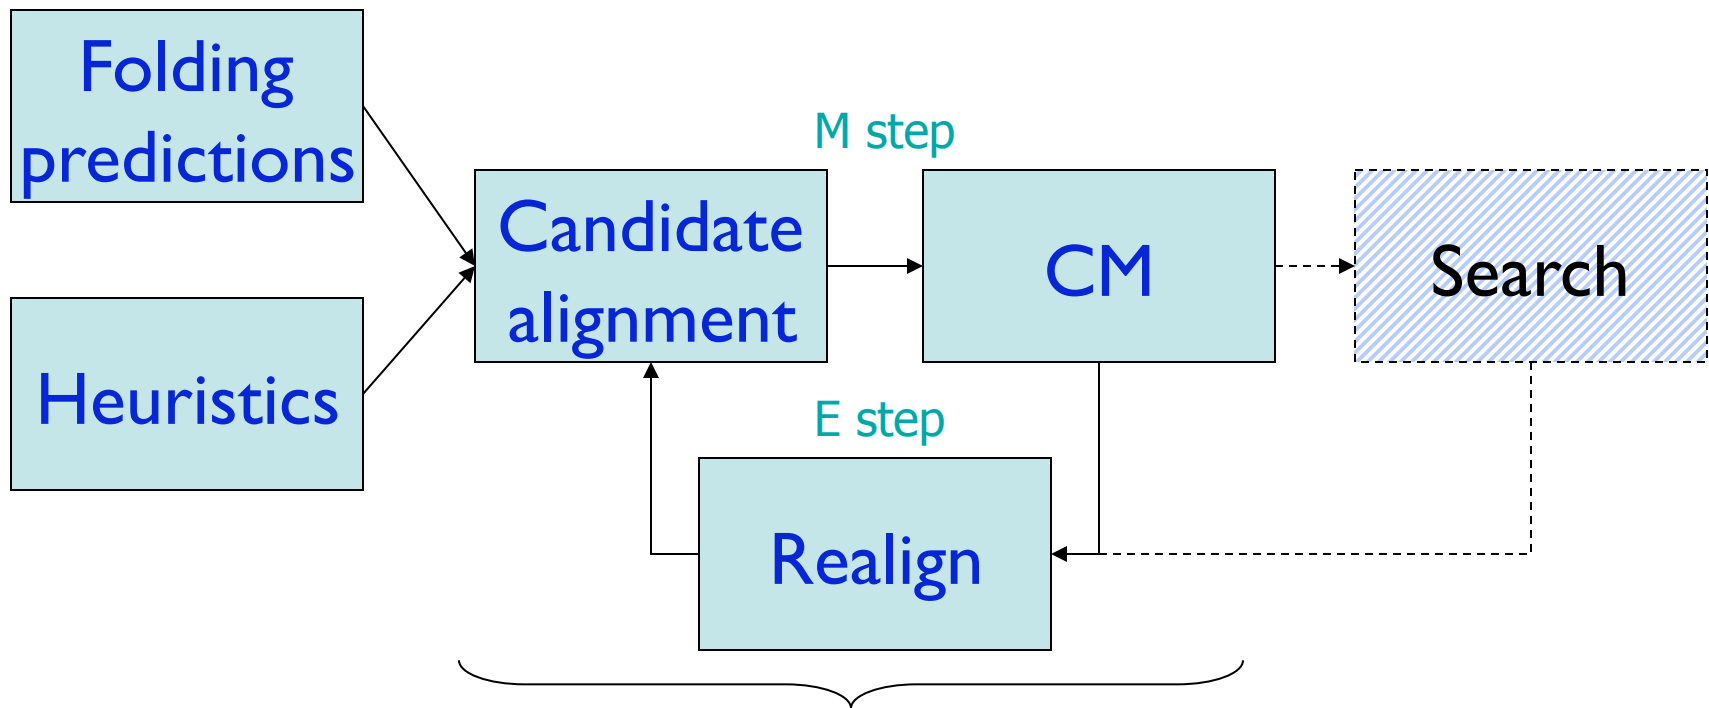 Folding
predictions
M step
Candidate
alignment
CM
Search
Heuristics
E step
Realign